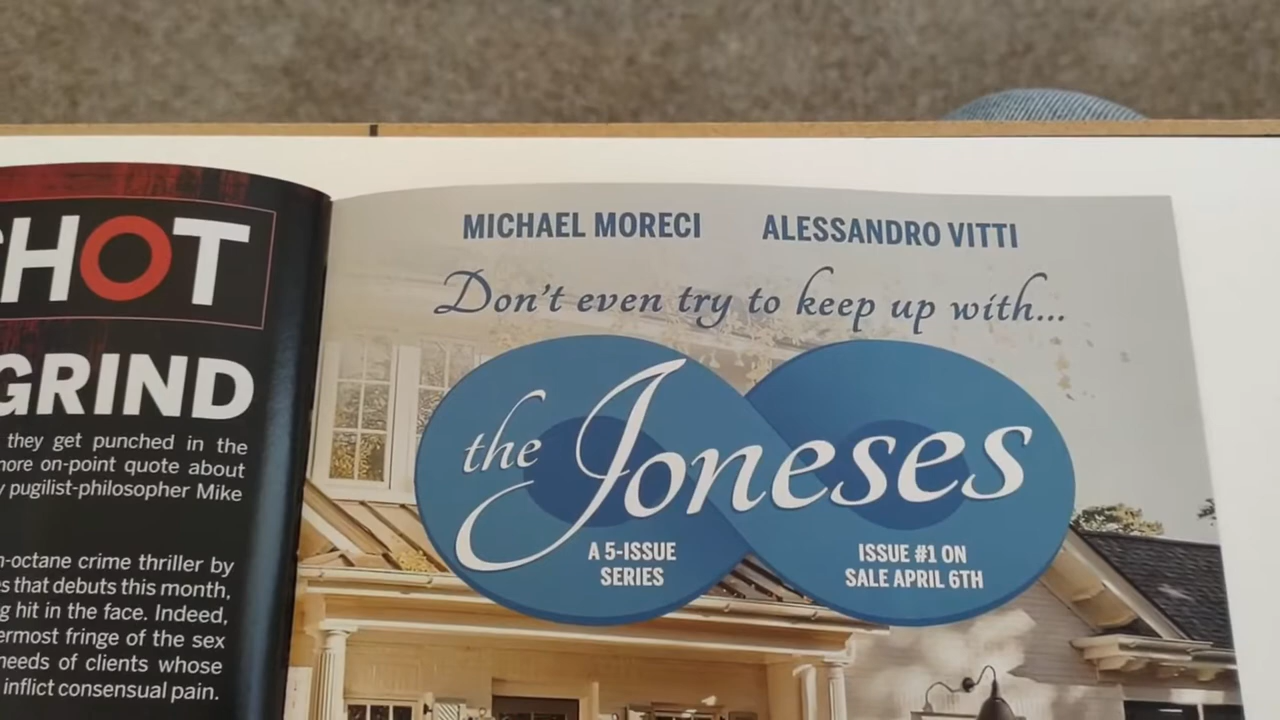 SHOT
GRIND
they get punched in the
more on-point quote about
pugilist-philosopher Mike
-octane crime thriller by
es that debuts this month,
g hit in the face. Indeed,
ermost fringe of the sex
needs of clients whose
inflict consensual pain.
MICHAEL MORECI ALESSANDRO VITTI
Don't even try to keep up with...
the Joneses
A 5-ISSUE
SERIES
ISSUE #1 ON
SALE APRIL 6TH